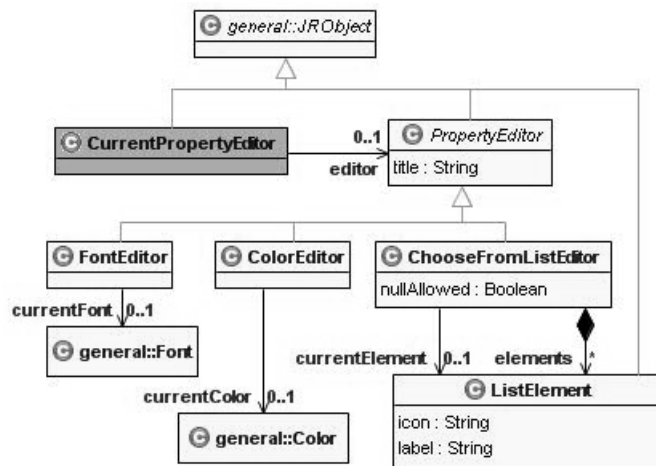 general::JRObject
CurrentPropertyEditor
0..1
editor
PropertyEditor
title : String
FontEditor
ColorEditor
ChooseFromListEditor
nullAllowed : Boolean
currentFont
0..1
general::Font
currentElement
0..1
elements
*
currentColor
0..1
general::Color
ListElement
icon : String
label : String